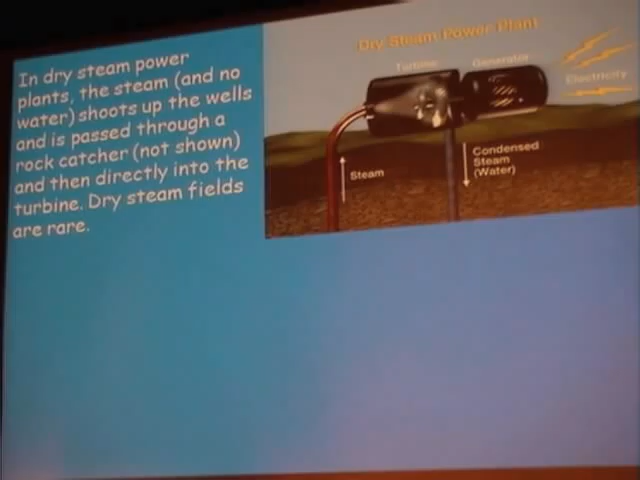 In dry steam power
plants, the steam (and no
water) shoots up the wells
and is passed through a
rock catcher (not shown)
and then directly into the
turbine. Dry steam fields
are rare.
Dry Steam Power Plant
Turbine
Generator
Electricity
Steam
Condensed
Steam
(Water)